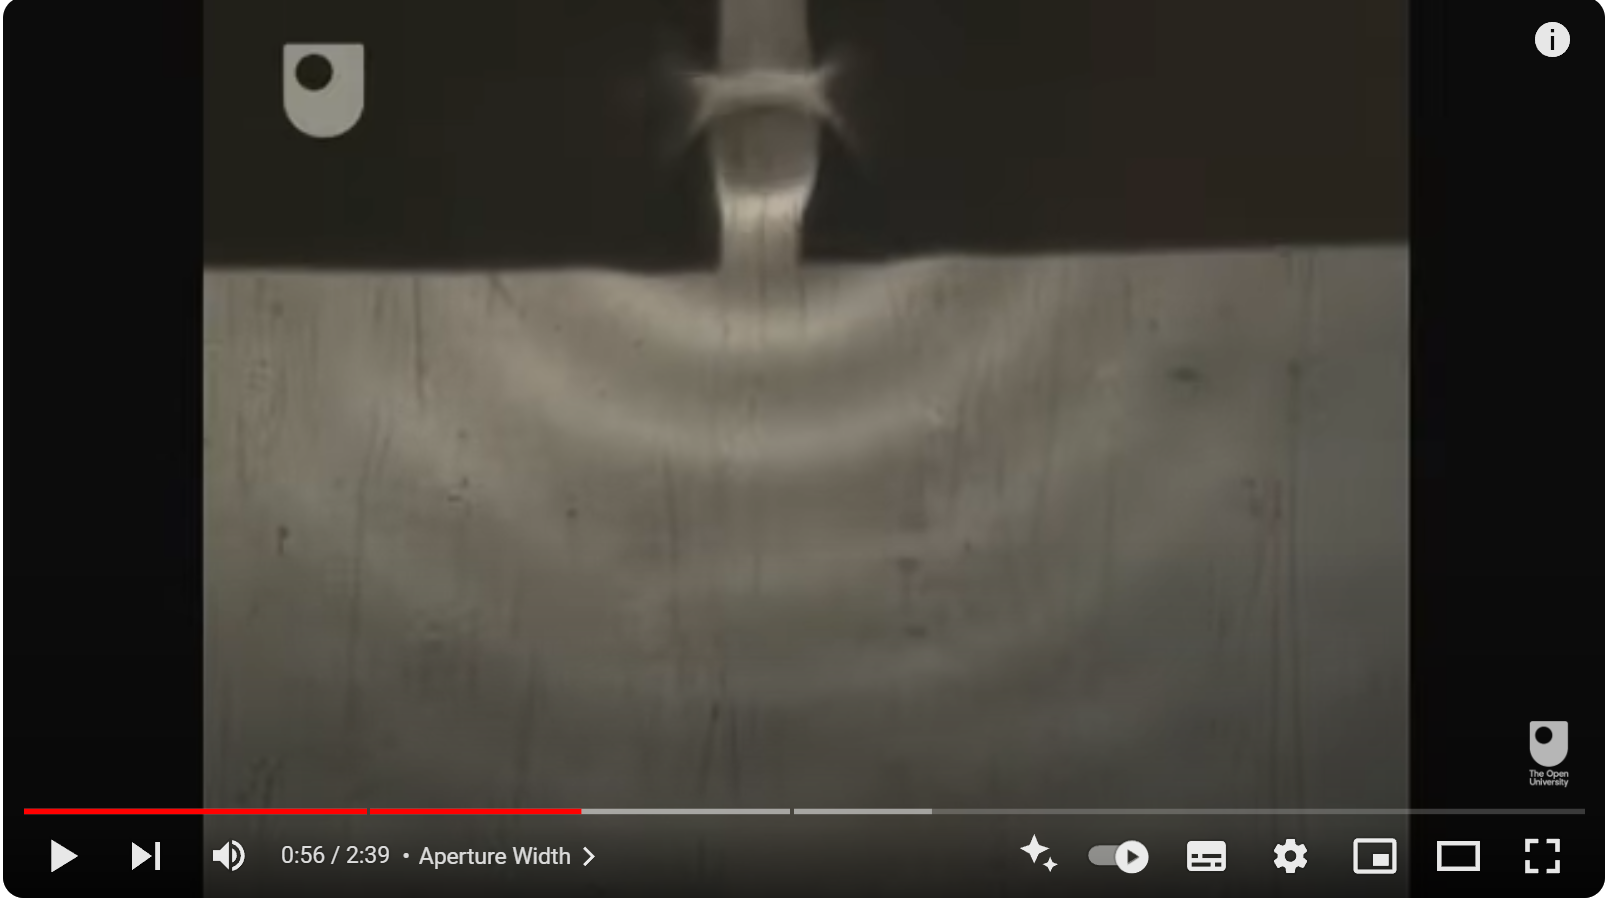 The Open
University
0:56 / 2:39 • Aperture Width